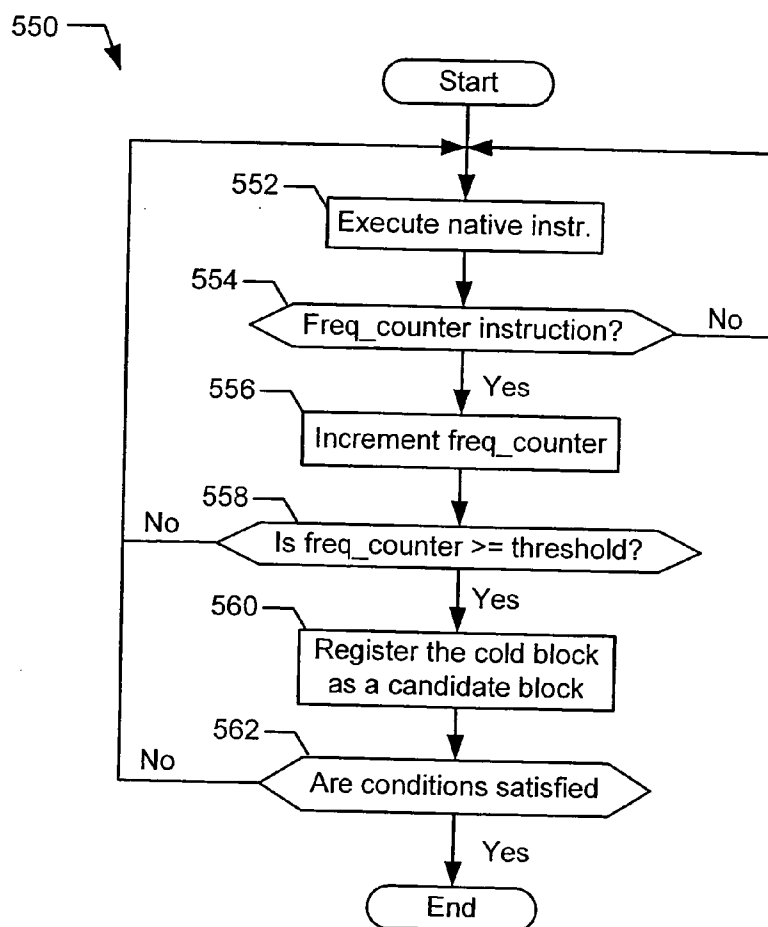 550
Start
552
Execute native instr.
554
Freq_counter instruction?
No
Yes
556
Increment freq_counter
558
No
Is freq_counter >= threshold?
Yes
560
Register the cold block
as a candidate block
562
No
Are conditions satisfied
Yes
End